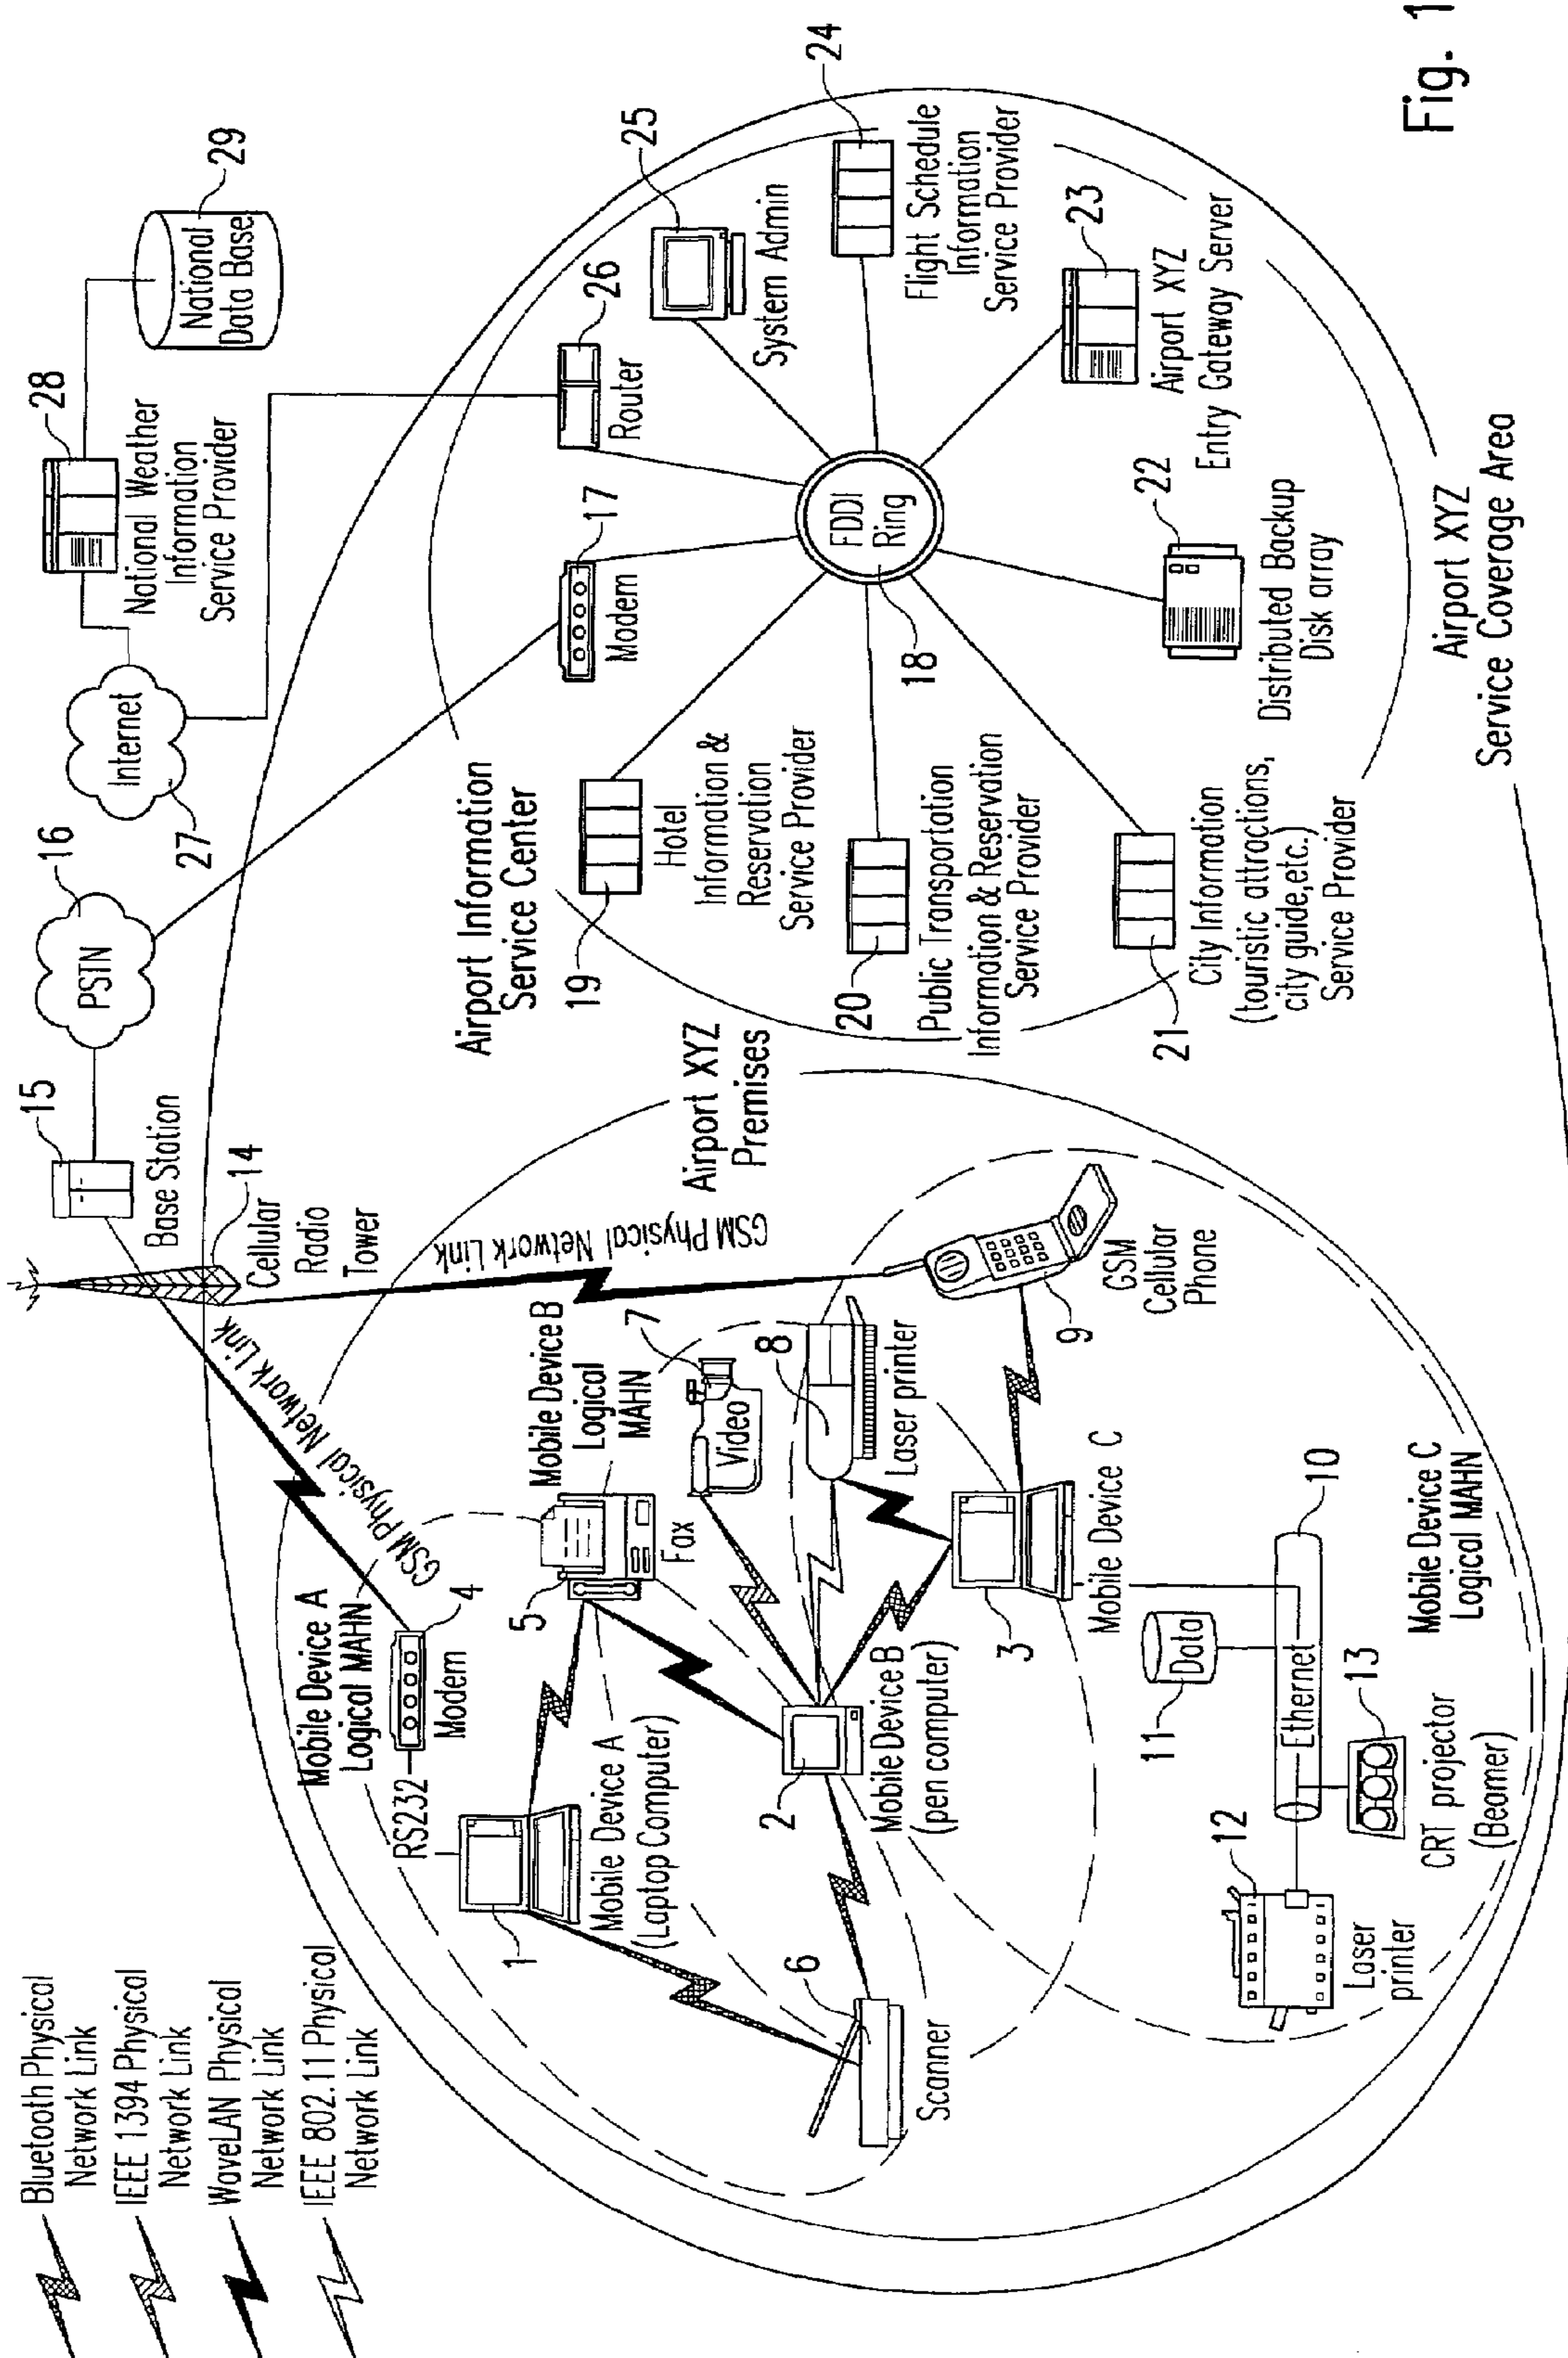 Bluetooth Physical
Network Link
IEEE 1394 Physical
Network Link
WaveLAN Physical
Network Link
IEEE 802.11 Physical
Network Link
15
Base Station
14
Cellular
Radio
Tower
16
PSTN
27
Internet
28
National Weather
Information
Service Provider
29
National
Data Base
GSM Physical Network Link
GSM Physical Network Link
Mobile Device A
Logical MAHN
4
Modem
RS232
1
Mobile Device A
(Laptop Computer)
5
Fax
Mobile Device B
Logical
MAHN
7
Video
8
Laser printer
2
Mobile Device B
(pen computer)
6
Scanner
3
Mobile Device C
9
GSM
Cellular
Phone
10
Ethernet
11
Data
12
Laser
printer
13
CRT projector
(Beamer)
Mobile Device C
Logical MAHN
Airport XYZ
Premises
Airport Information
Service Center
17
Modem
26
Router
25
System Admin
24
Flight Schedule
Information
Service Provider
23
Airport XYZ
Entry Gateway Server
22
Distributed Backup
Disk array
18
FDDI
Ring
19
Hotel
Information &
Reservation
Service Provider
20
Public Transportation
Information & Reservation
Service Provider
21
City Information
(touristic attractions,
city guide,etc.)
Service Provider
Airport XYZ
Service Coverage Area
Fig. 1